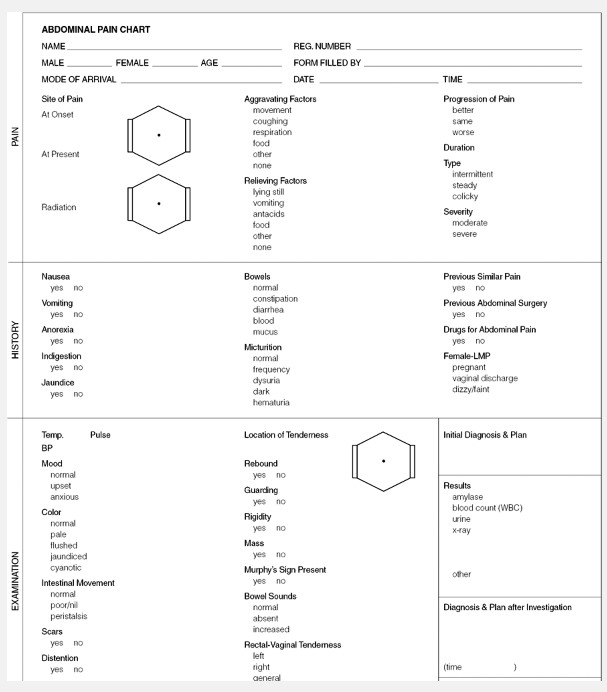 ABDOMINAL PAIN CHART
NAME REG. NUMBER
MALE FEMALE AGE FORM FILLED BY
MODE OF ARRIVAL DATE TIME
PAIN
Site of Pain
At Onset
At Present
Radiation
Aggravating Factors
movement
coughing
respiration
food
other
none
Relieving Factors
lying still
vomiting
antacids
food
other
none
Progression of Pain
better
same
worse
Duration
Type
intermittent
steady
colicky
Severity
moderate
severe
HISTORY
Nausea
yes no
Vomiting
yes no
Anorexia
yes no
Indigestion
yes no
Jaundice
yes no
Bowels
normal
constipation
diarrhea
blood
mucus
Micturition
normal
frequency
dysuria
dark
hematuria
Previous Similar Pain
yes no
Previous Abdominal Surgery
yes no
Drugs for Abdominal Pain
yes no
Female-LMP
pregnant
vaginal discharge
dizzy/faint
EXAMINATION
Temp. Pulse
BP
Mood
normal
upset
anxious
Color
normal
pale
flushed
jaundiced
cyanotic
Intestinal Movement
normal
poor/nil
peristalsis
Scars
yes no
Distention
yes no
Location of Tenderness
Rebound
yes no
Guarding
yes no
Rigidity
yes no
Mass
yes no
Murphy's Sign Present
yes no
Bowel Sounds
normal
absent
increased
Rectal-Vaginal Tenderness
left
right
general
Initial Diagnosis & Plan
Results
amylase
blood count (WBC)
urine
x-ray
other
Diagnosis & Plan after Investigation
(time )